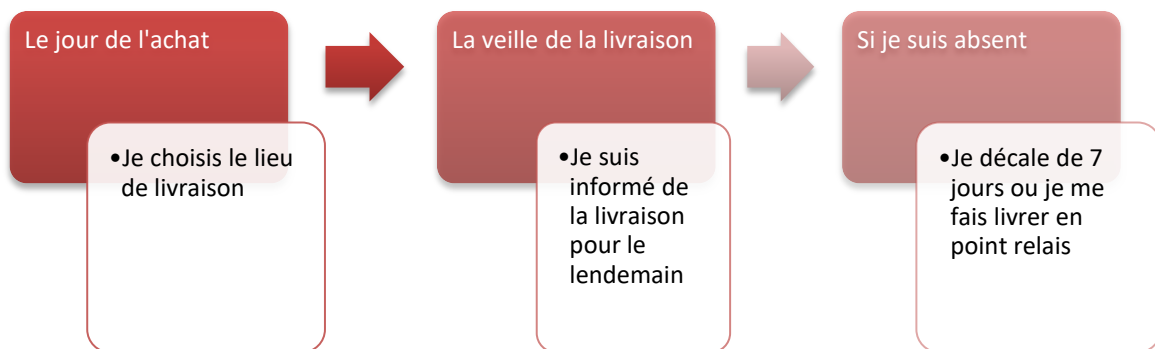 Le jour de l'achat
•Je choisis le lieu
de livraison
La veille de la livraison
•Je suis
informé de
la livraison
pour le
lendemain
Si je suis absent
•Je décale de 7
jours ou je me
fais livrer en
point relais